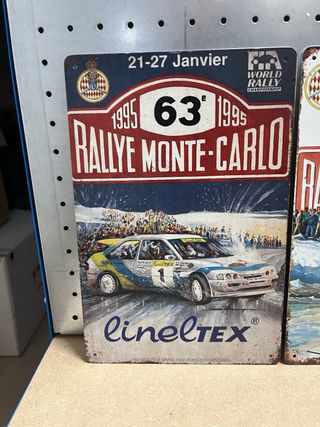 21-27 Janvier
FIA
WORLD
RALLY
CHAMPIONSHIP
1995 63e 1995
RALLYE MONTE-CARLO
1
linelTEX®